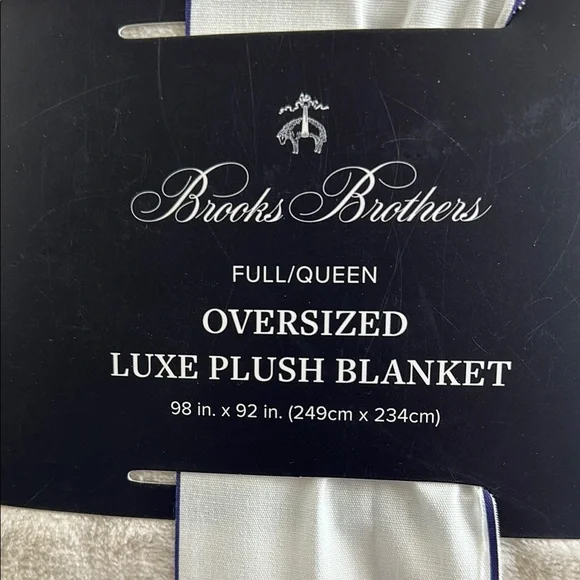 Brooks Brothers
FULL/QUEEN
OVERSIZED
LUXE PLUSH BLANKET
98 in. x 92 in. (249cm x 234cm)